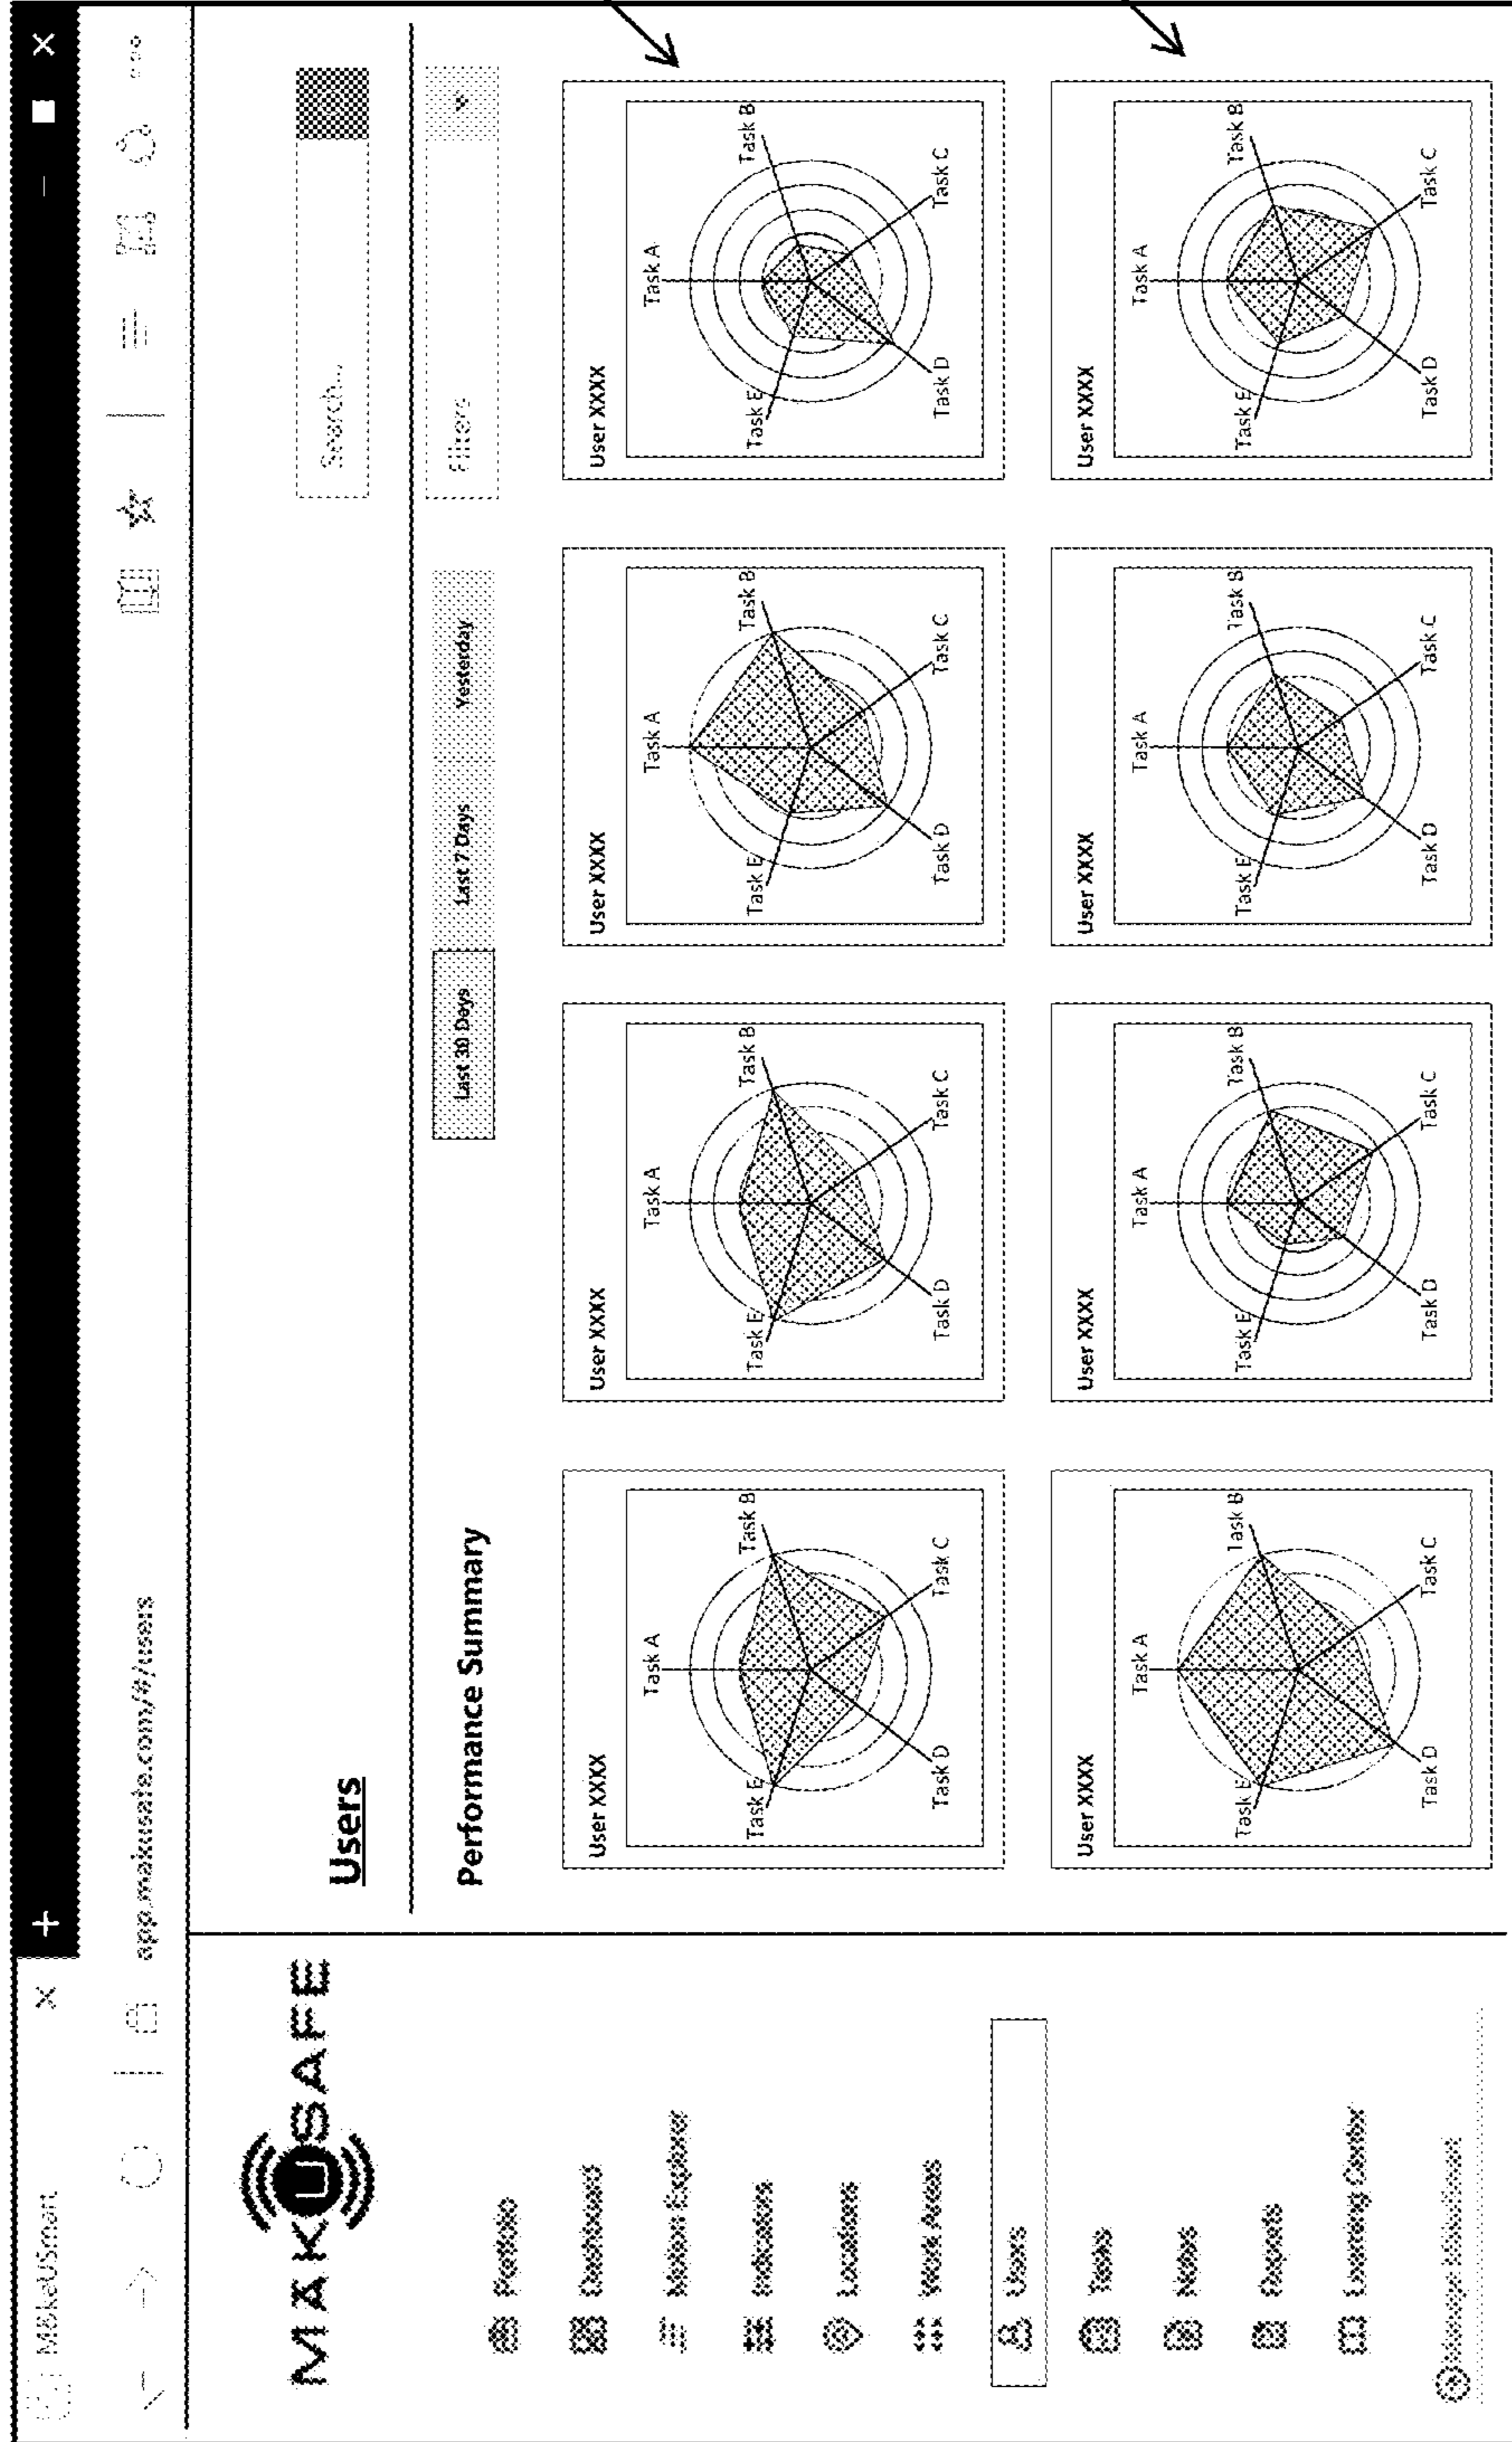 MākeUSmart
app.makusafe.com/#/users
MĀKUSAFE
Portfolio
Dashboard
Motion Explorer
Indicators
Locations
Work Areas
Users
Tasks
Notes
Reports
Learning Center
Users
Search...
Performance Summary
Last 30 Days
Last 7 Days
Yesterday
Filters
User XXXX
Task A
Task B
Task C
Task D
Task E
User XXXX
Task A
Task B
Task C
Task D
Task E
User XXXX
Task A
Task B
Task C
Task D
Task E
User XXXX
Task A
Task B
Task C
Task D
Task E
User XXXX
Task A
Task B
Task C
Task D
Task E
User XXXX
Task A
Task B
Task C
Task D
Task E
User XXXX
Task A
Task B
Task C
Task D
Task E
User XXXX
Task A
Task B
Task C
Task D
Task E